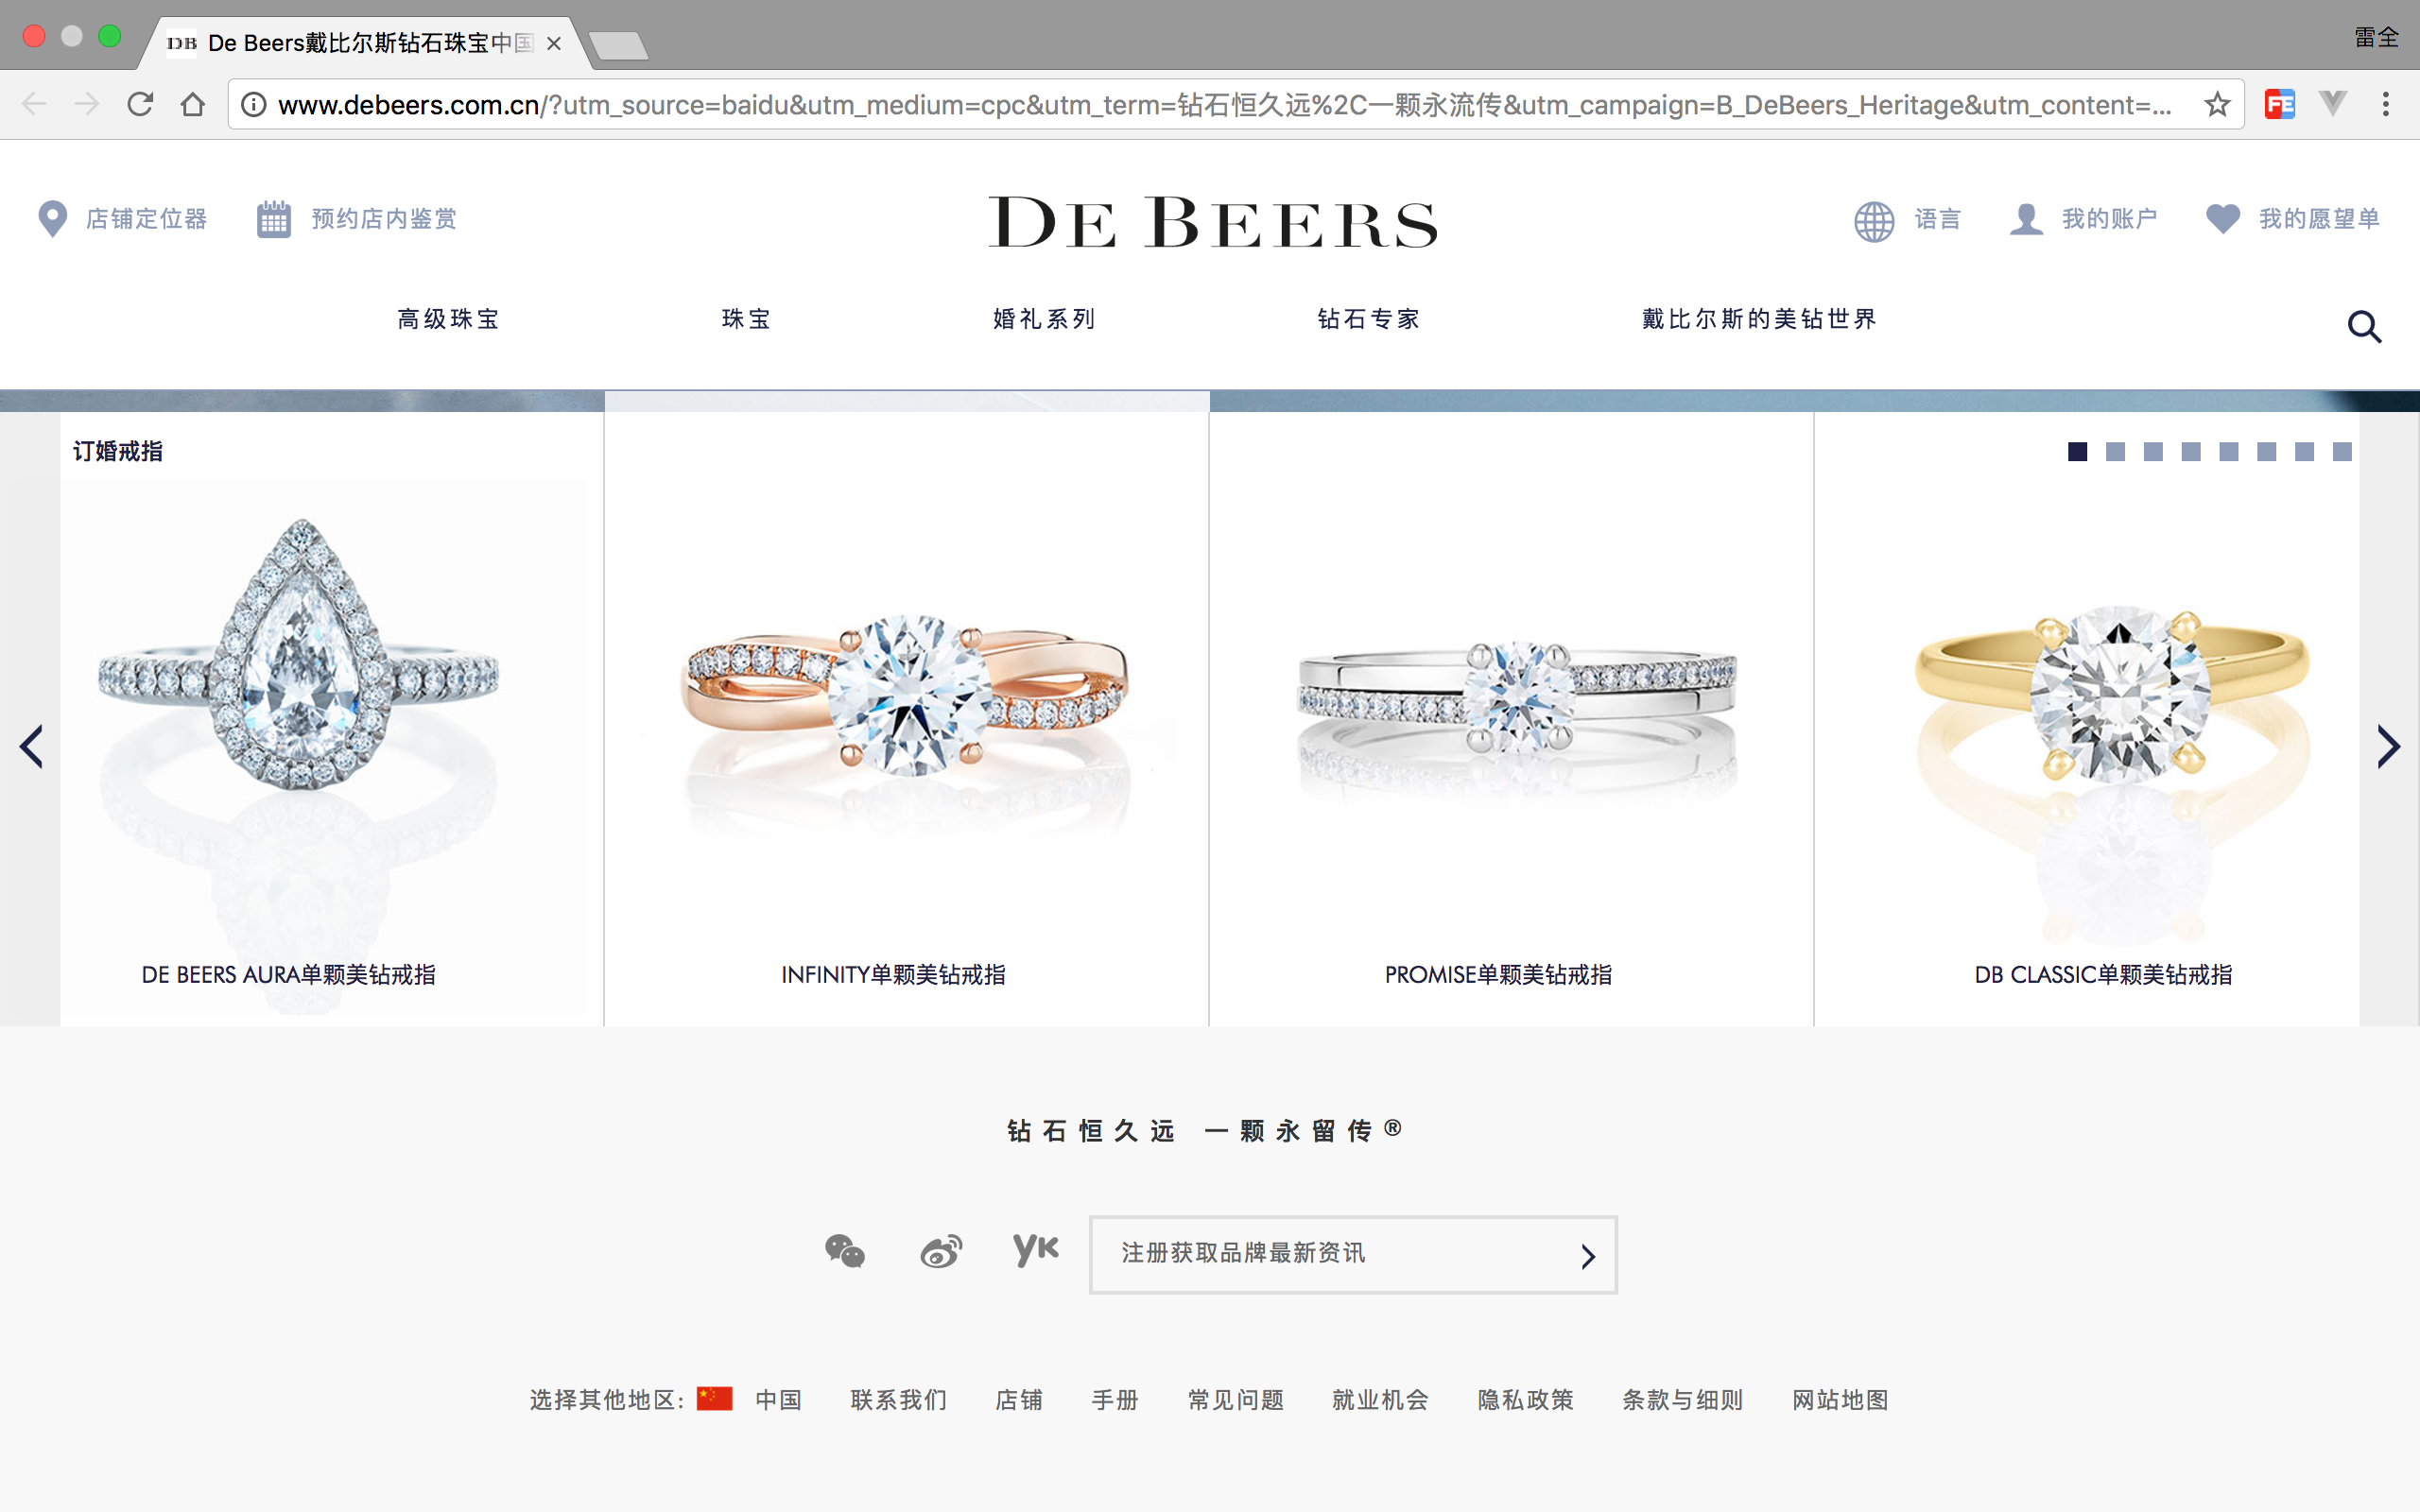 DB De Beers戴比尔斯钻石珠宝中国
雷全
www.debeers.com.cn/?utm_source=baidu&utm_medium=cpc&utm_term=钻石恒久远%2C一颗永流传&utm_campaign=B_DeBeers_Heritage&utm_content=...
FE
店铺定位器 预约店内鉴赏 DE BEERS 语言 我的账户 我的愿望单
高级珠宝 珠宝 婚礼系列 钻石专家 戴比尔斯的美钻世界
订婚戒指
DE BEERS AURA单颗美钻戒指 INFINITY单颗美钻戒指 PROMISE单颗美钻戒指 DB CLASSIC单颗美钻戒指
钻石恒久远 一颗永留传®
yK 注册获取品牌最新资讯
选择其他地区: 中国 联系我们 店铺 手册 常见问题 就业机会 隐私政策 条款与细则 网站地图